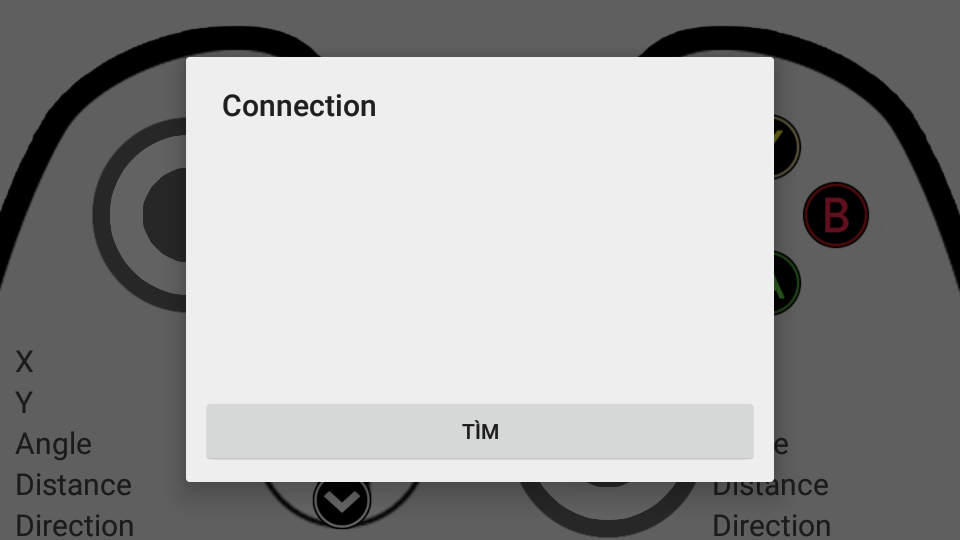 Connection
B
X
Y
Angle
Distance
Direction
TÌM
Distance
Direction